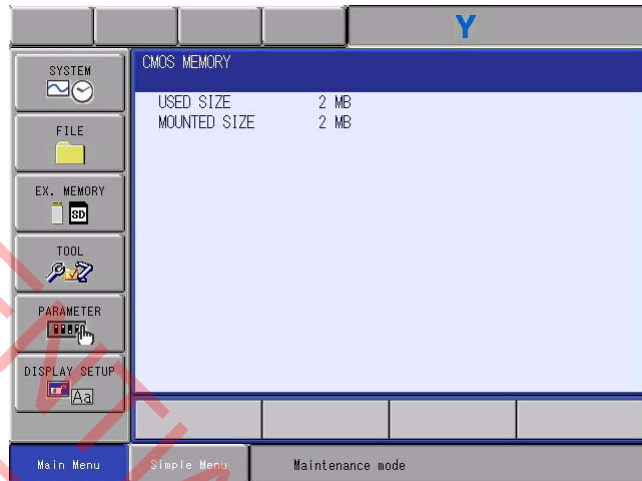 Y
SYSTEM
FILE
EX. MEMORY
SD
TOOL
PARAMETER
DISPLAY SETUP
Aa
CMOS MEMORY
USED SIZE 2 MB
MOUNTED SIZE 2 MB
Main Menu
Simple Menu
Maintenance mode